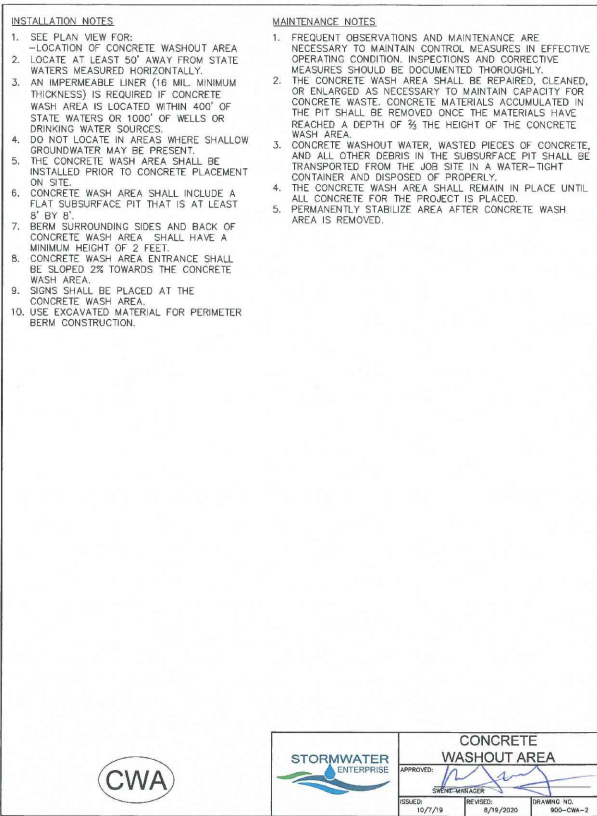 INSTALLATION NOTES
1. SEE PLAN VIEW FOR:
-LOCATION OF CONCRETE WASHOUT AREA
2. LOCATE AT LEAST 50' AWAY FROM STATE
WATERS MEASURED HORIZONTALLY.
3. AN IMPERMEABLE LINER (16 MIL. MINIMUM
THICKNESS) IS REQUIRED IF CONCRETE
WASH AREA IS LOCATED WITHIN 400' OF
STATE WATERS OR 1000' OF WELLS OR
DRINKING WATER SOURCES.
4. DO NOT LOCATE IN AREAS WHERE SHALLOW
GROUNDWATER MAY BE PRESENT.
5. THE CONCRETE WASH AREA SHALL BE
INSTALLED PRIOR TO CONCRETE PLACEMENT
ON SITE.
6. CONCRETE WASH AREA SHALL INCLUDE A
FLAT SUBSURFACE PIT THAT IS AT LEAST
8' BY 8'.
7. BERM SURROUNDING SIDES AND BACK OF
CONCRETE WASH AREA SHALL HAVE A
MINIMUM HEIGHT OF 2 FEET.
8. CONCRETE WASH AREA ENTRANCE SHALL
BE SLOPED 2% TOWARDS THE CONCRETE
WASH AREA.
9. SIGNS SHALL BE PLACED AT THE
CONCRETE WASH AREA.
10. USE EXCAVATED MATERIAL FOR PERIMETER
BERM CONSTRUCTION.
MAINTENANCE NOTES
1. FREQUENT OBSERVATIONS AND MAINTENANCE ARE
NECESSARY TO MAINTAIN CONTROL MEASURES IN EFFECTIVE
OPERATING CONDITION. INSPECTIONS AND CORRECTIVE
MEASURES SHOULD BE DOCUMENTED THOROUGHLY.
2. THE CONCRETE WASH AREA SHALL BE REPAIRED, CLEANED,
OR ENLARGED AS NECESSARY TO MAINTAIN CAPACITY FOR
CONCRETE WASTE. CONCRETE MATERIALS ACCUMULATED IN
THE PIT SHALL BE REMOVED ONCE THE MATERIALS HAVE
REACHED A DEPTH OF ⅔ THE HEIGHT OF THE CONCRETE
WASH AREA.
3. CONCRETE WASHOUT WATER, WASTED PIECES OF CONCRETE,
AND ALL OTHER DEBRIS IN THE SUBSURFACE PIT SHALL BE
TRANSPORTED FROM THE JOB SITE IN A WATER-TIGHT
CONTAINER AND DISPOSED OF PROPERLY.
4. THE CONCRETE WASH AREA SHALL REMAIN IN PLACE UNTIL
ALL CONCRETE FOR THE PROJECT IS PLACED.
5. PERMANENTLY STABILIZE AREA AFTER CONCRETE WASH
AREA IS REMOVED.
CWA
STORMWATER
ENTERPRISE
CONCRETE
WASHOUT AREA
APPROVED:
SWENT MANAGER
ISSUED: REVISED: DRAWING NO.
10/7/19 8/19/2020 900-CWA-2